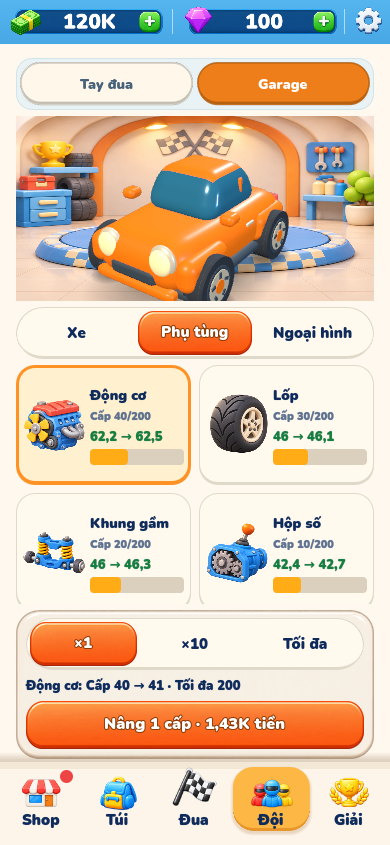 120K
100
Tay đua
Garage
Xe
Phụ tùng
Ngoại hình
Động cơ
Cấp 40/200
62,2 → 62,5
Lốp
Cấp 30/200
46 → 46,1
Khung gầm
Cấp 20/200
46 → 46,3
Hộp số
Cấp 10/200
42,4 → 42,7
×1
×10
Tối đa
Động cơ: Cấp 40 → 41 · Tối đa 200
Nâng 1 cấp · 1,43K tiền
Shop
Túi
Đua
Đội
Giải